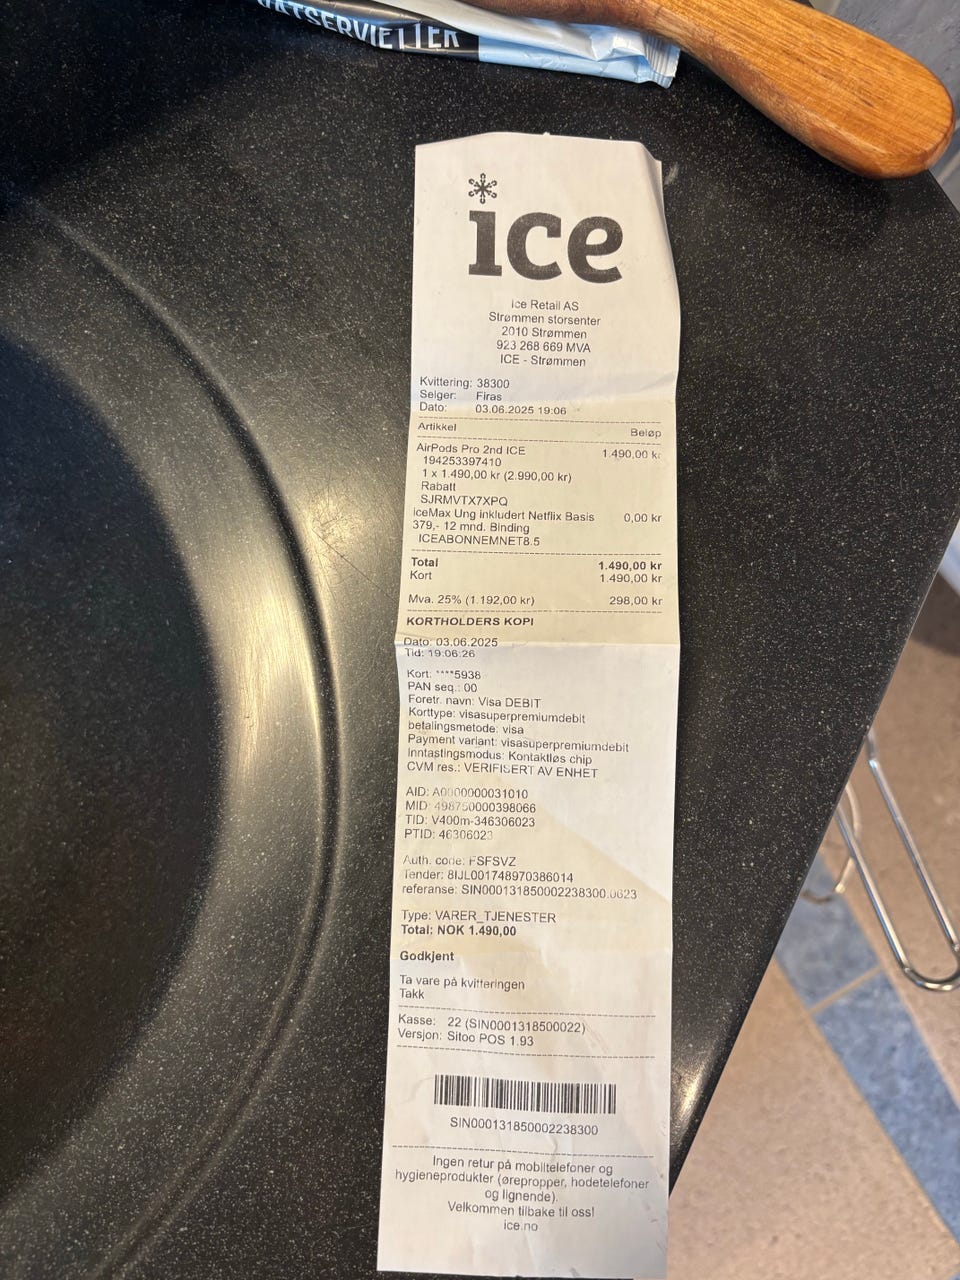 VÅTSERVIETTER
ice
Ice Retail AS
Strømmen storsenter
2010 Strømmen
923 268 669 MVA
ICE - Strømmen
Kvittering: 38300
Selger: Firas
Dato: 03.06.2025 19:06
Artikkel Beløp
AirPods Pro 2nd ICE 1.490,00 kr
194253397410
1 x 1.490,00 kr (2.990,00 kr)
Rabatt
SJRMVTX7XPQ
iceMax Ung inkludert Netflix Basis 0,00 kr
379,- 12 mnd. Binding
ICEABONNEMNET8.5
Total 1.490,00 kr
Kort 1.490,00 kr
Mva. 25% (1.192,00 kr) 298,00 kr
KORTHOLDERS KOPI
Dato: 03.06.2025
Tid: 19:06:26
Kort: ****5938
PAN seq.: 00
Foretr. navn: Visa DEBIT
Korttype: visasuperpremiumdebit
betalingsmetode: visa
Payment variant: visasuperpremiumdebit
Inntastingsmodus: Kontaktløs chip
CVM res.: VERIFISERT AV ENHET
AID: A0000000031010
MID: 498750000398066
TID: V400m-346306023
PTID: 46306023
Auth. code: FSFSVZ
Tender: 8IJL001748970386014
referanse: SIN000131850002238300.0623
Type: VARER_TJENESTER
Total: NOK 1.490,00
Godkjent
Ta vare på kvitteringen
Takk
Kasse: 22 (SIN0001318500022)
Versjon: Sitoo POS 1.93
SIN000131850002238300
Ingen retur på mobiltelefoner og
hygieneprodukter (ørepropper, hodetelefoner
og lignende).
Velkommen tilbake til oss!
ice.no